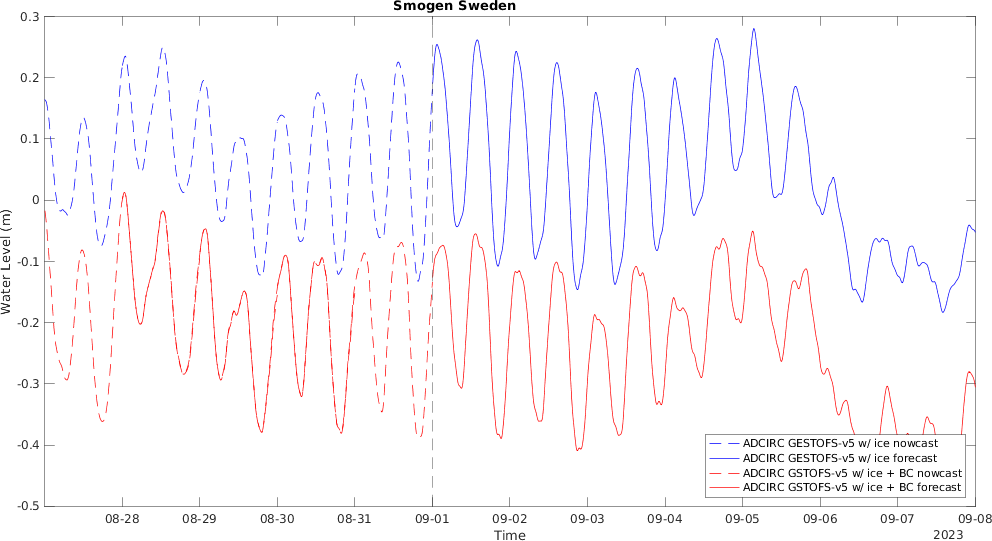 Smogen Sweden
0.3
0.2
0.1
0
-0.1
-0.2
-0.3
-0.4
-0.5
Water Level (m)
ADCIRC GESTOFS-v5 w/ ice nowcast
ADCIRC GESTOFS-v5 w/ ice forecast
ADCIRC GSTOFS-v5 w/ ice + BC nowcast
ADCIRC GSTOFS-v5 w/ ice + BC forecast
08-28 08-29 08-30 08-31 09-01 09-02 09-03 09-04 09-05 09-06 09-07 09-08
Time
2023